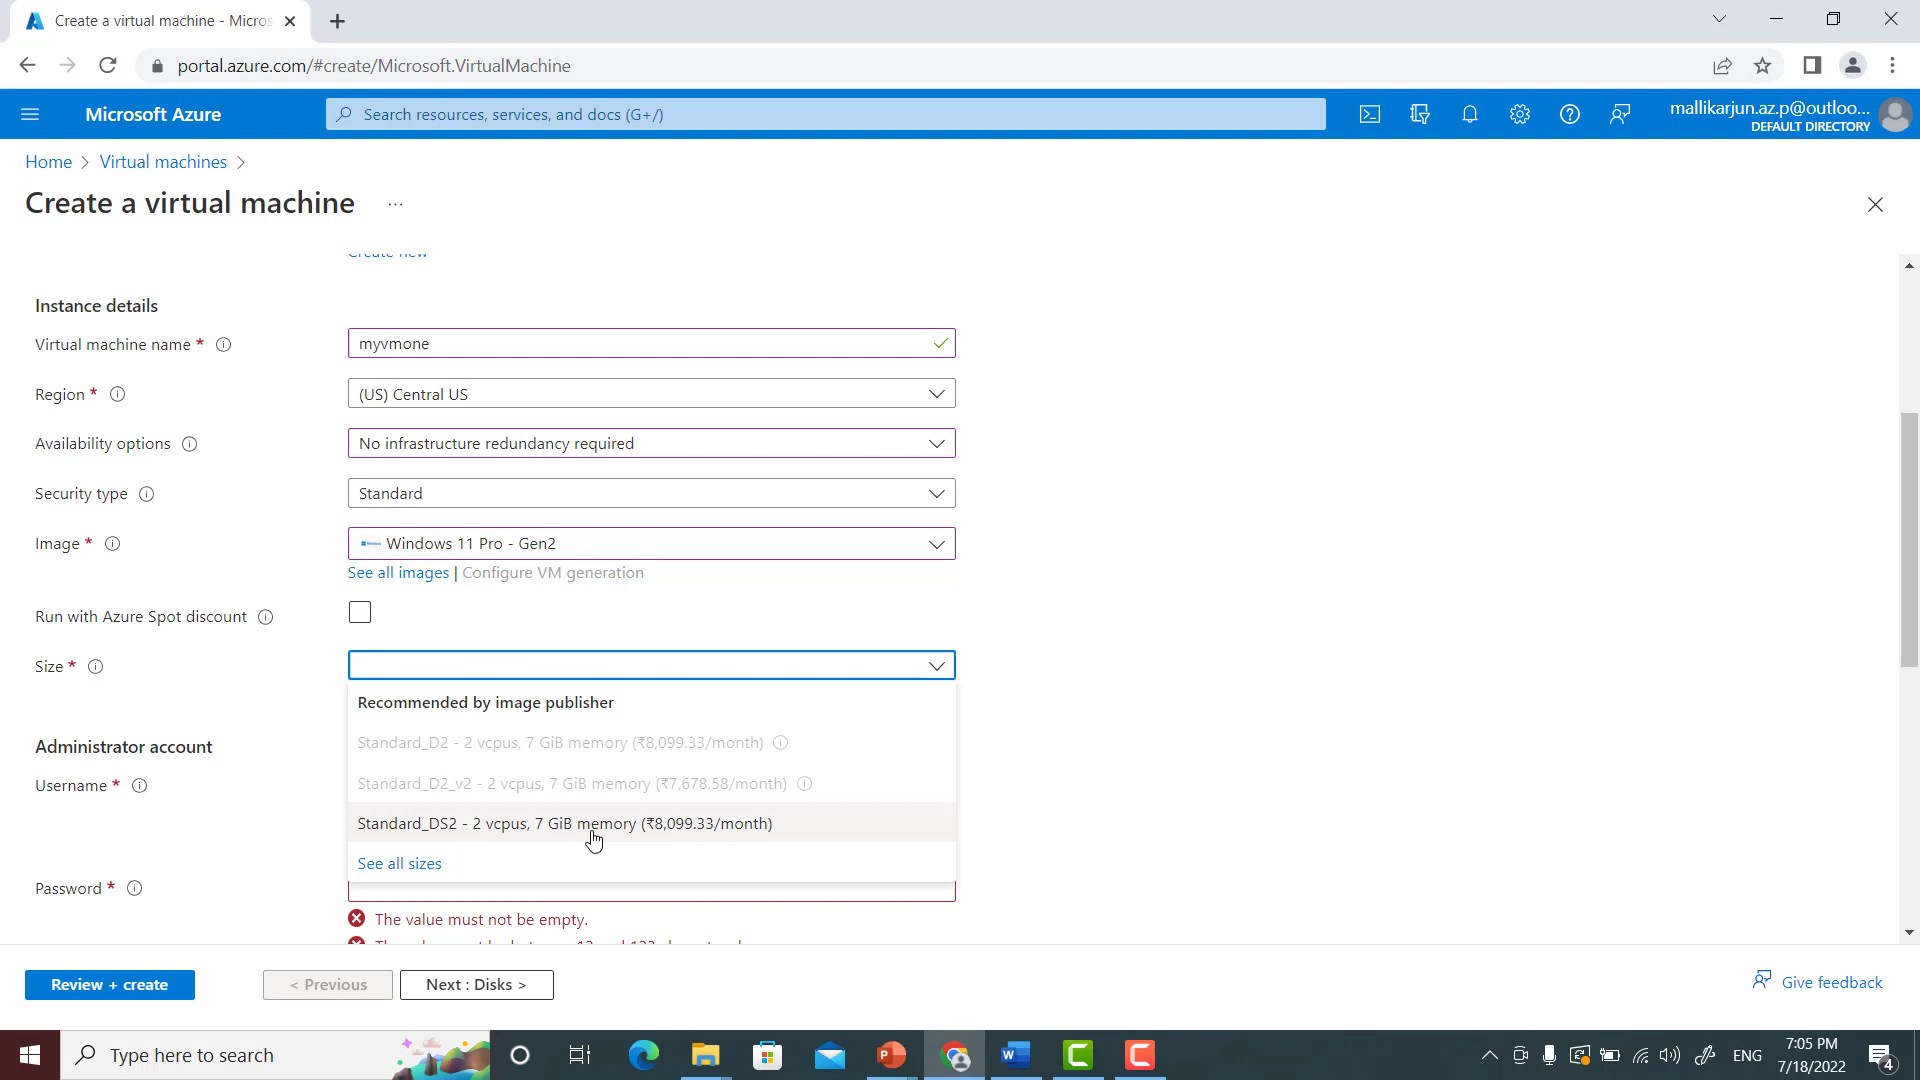 Create a virtual machine - Micros
portal.azure.com/#create/Microsoft.VirtualMachine
Microsoft Azure
Search resources, services, and docs (G+/)
mallikarjun.az.p@outloo...
DEFAULT DIRECTORY
Home > Virtual machines >
Create a virtual machine ...
Create new
Instance details
Virtual machine name *
myvmone
Region *
(US) Central US
Availability options
No infrastructure redundancy required
Security type
Standard
Image *
Windows 11 Pro - Gen2
See all images | Configure VM generation
Run with Azure Spot discount
Size *
Recommended by image publisher
Standard_D2 - 2 vcpus, 7 GiB memory (₹8,099.33/month)
Standard_D2_v2 - 2 vcpus, 7 GiB memory (₹7,678.58/month)
Standard_DS2 - 2 vcpus, 7 GiB memory (₹8,099.33/month)
See all sizes
Administrator account
Username *
Password *
The value must not be empty.
Review + create
< Previous
Next : Disks >
Give feedback
Type here to search
ENG
7:05 PM
7/18/2022
4